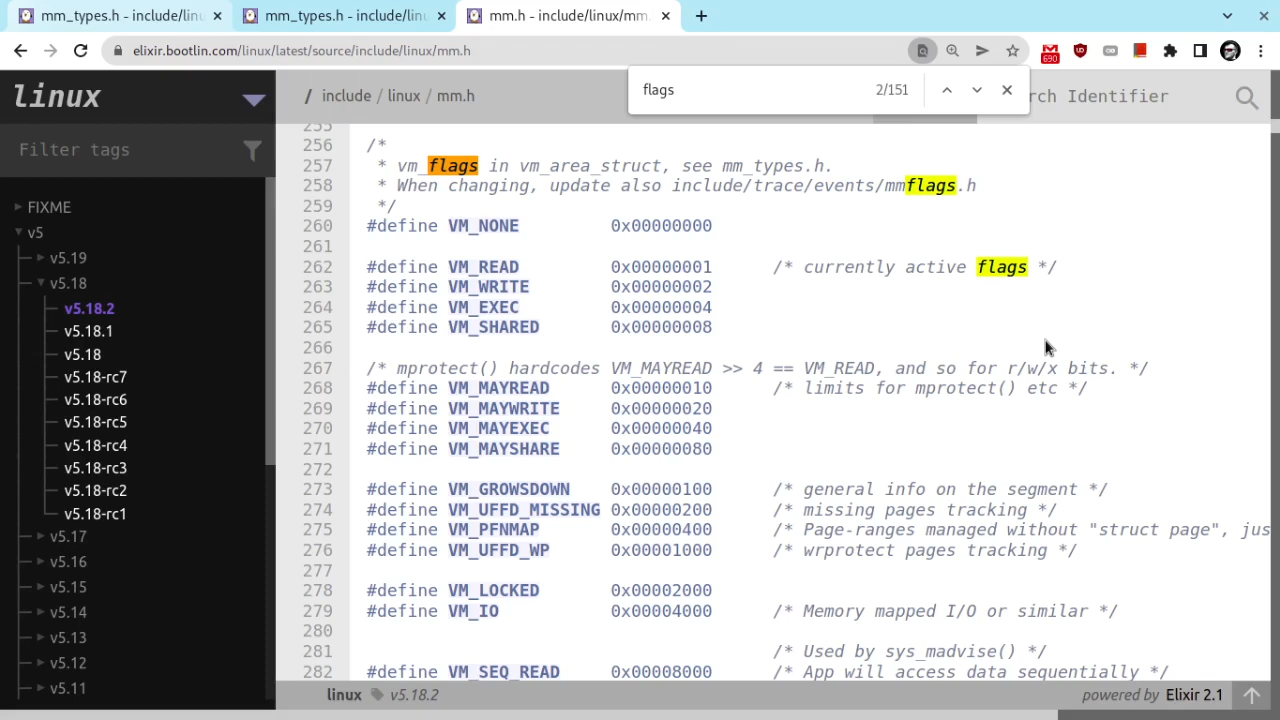 mm_types.h - include/linu
mm_types.h - include/linu
mm.h - include/linux/mm.
elixir.bootlin.com/linux/latest/source/include/linux/mm.h
690
linux
/ include / linux / mm.h
flags
2/151
rch Identifier
Filter tags
FIXME
v5
v5.19
v5.18
v5.18.2
v5.18.1
v5.18
v5.18-rc7
v5.18-rc6
v5.18-rc5
v5.18-rc4
v5.18-rc3
v5.18-rc2
v5.18-rc1
v5.17
v5.16
v5.15
v5.14
v5.13
v5.12
v5.11
255
256 /*
257 * vm_flags in vm_area_struct, see mm_types.h.
258 * When changing, update also include/trace/events/mmflags.h
259 */
260 #define VM_NONE 0x00000000
261
262 #define VM_READ 0x00000001 /* currently active flags */
263 #define VM_WRITE 0x00000002
264 #define VM_EXEC 0x00000004
265 #define VM_SHARED 0x00000008
266
267 /* mprotect() hardcodes VM_MAYREAD >> 4 == VM_READ, and so for r/w/x bits. */
268 #define VM_MAYREAD 0x00000010 /* limits for mprotect() etc */
269 #define VM_MAYWRITE 0x00000020
270 #define VM_MAYEXEC 0x00000040
271 #define VM_MAYSHARE 0x00000080
272
273 #define VM_GROWSDOWN 0x00000100 /* general info on the segment */
274 #define VM_UFFD_MISSING 0x00000200 /* missing pages tracking */
275 #define VM_PFNMAP 0x00000400 /* Page-ranges managed without "struct page", jus
276 #define VM_UFFD_WP 0x00001000 /* wrprotect pages tracking */
277
278 #define VM_LOCKED 0x00002000
279 #define VM_IO 0x00004000 /* Memory mapped I/O or similar */
280
281 /* Used by sys_madvise() */
282 #define VM_SEQ_READ 0x00008000 /* App will access data sequentially */
linux v5.18.2
powered by Elixir 2.1